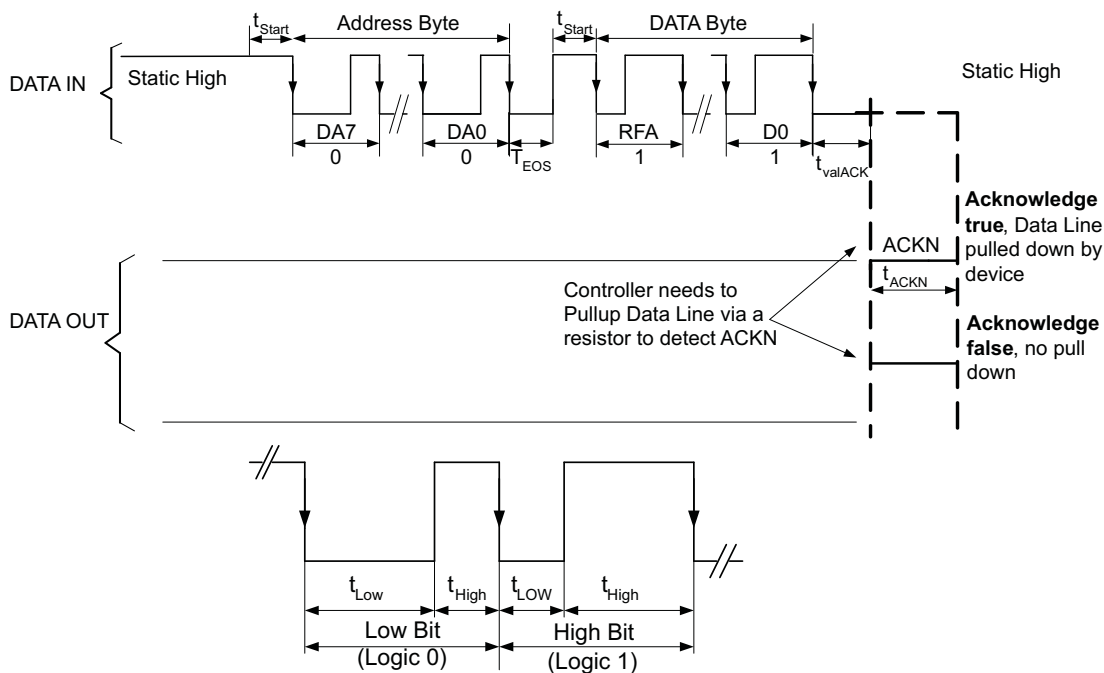 tStart Address Byte tStart DATA Byte
DATA IN Static High Static High
DA7 DA0 RFA D0
0 0 TEOS 1 1 tvalACK
Acknowledge
true, Data Line
pulled down by
device
ACKN
tACKN
DATA OUT
Controller needs to
Pullup Data Line via a
resistor to detect ACKN
Acknowledge
false, no pull
down
tLow tHigh tLOW tHigh
Low Bit High Bit
(Logic 0) (Logic 1)